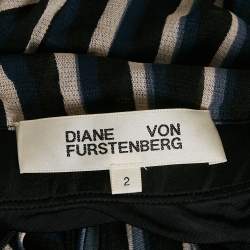 DIANE VON
FURSTENBERG
2